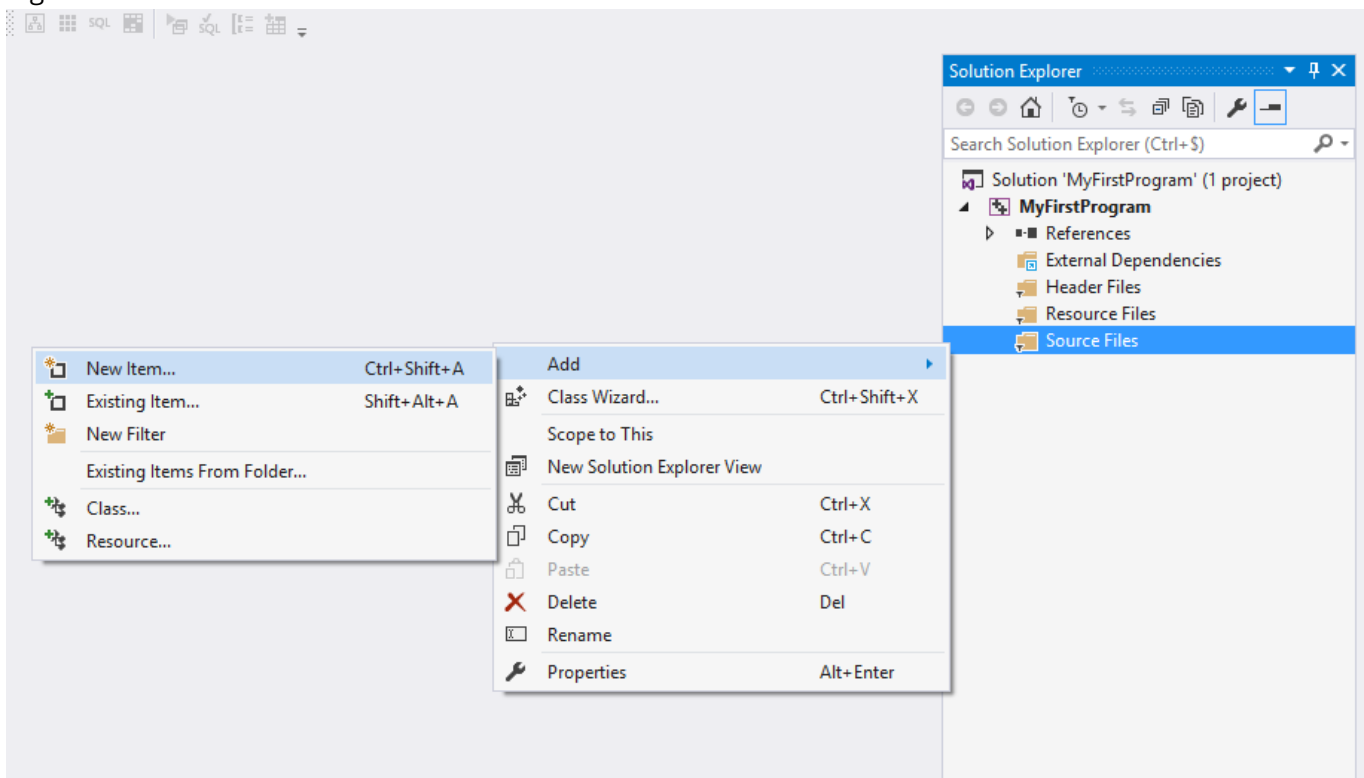 SQL SQL
Solution Explorer
Search Solution Explorer (Ctrl+$)
Solution 'MyFirstProgram' (1 project)
MyFirstProgram
References
External Dependencies
Header Files
Resource Files
Source Files
Add
Class Wizard... Ctrl+Shift+X
Scope to This
New Solution Explorer View
Cut Ctrl+X
Copy Ctrl+C
Paste Ctrl+V
Delete Del
Rename
Properties Alt+Enter
New Item... Ctrl+Shift+A
Existing Item... Shift+Alt+A
New Filter
Existing Items From Folder...
Class...
Resource...